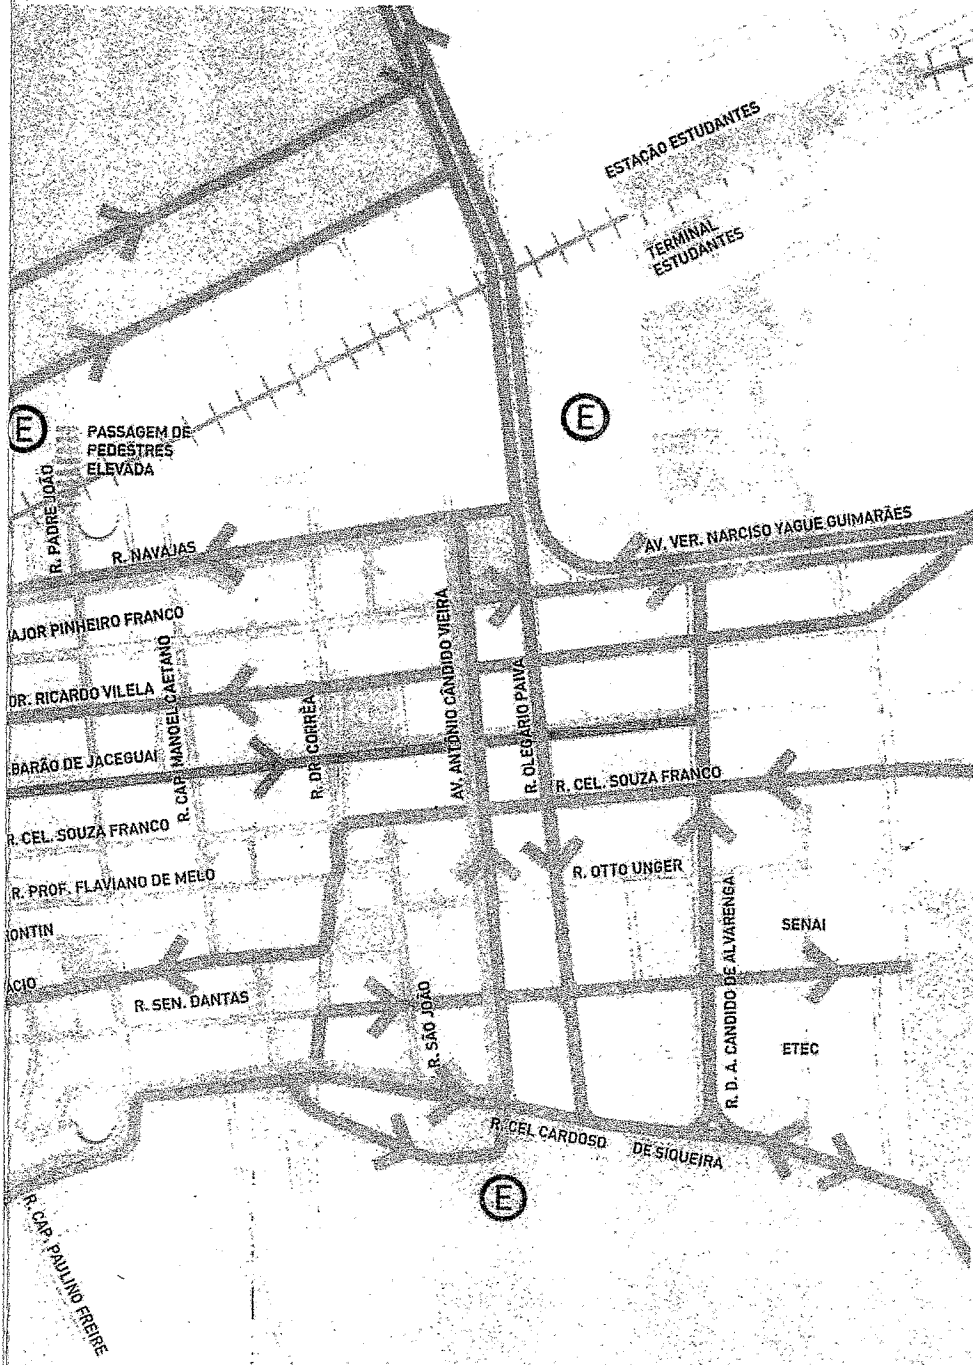 ESTAÇÃO ESTUDANTES
TERMINAL
ESTUDANTES
E
E
PASSAGEM DE
PEDESTRES
ELEVADA
R. PADRE JOÃO
R. NAVAJAS
AV. VER. NARCISO YAGUE GUIMARÃES
AJOR PINHEIRO FRANCO
R. CAP. MANOEL CAETANO
AV. ANTONIO CÂNDIDO VIEIRA
R. OLEGÁRIO PAIVA
DR. RICARDO VILELA
R. DR. CORRÊA
BARÃO DE JACEGUAI
R. CEL. SOUZA FRANCO
R. CEL. SOUZA FRANCO
R. PROF. FLAVIANO DE MELO
R. OTTO UNGER
RONTIN
SENAI
R. D. A. CANDIDO DE ALVARENGA
ÁCIO
R. SEN. DANTAS
R. SÃO JOÃO
ETEC
R. CEL CARDOSO DE SIQUEIRA
E
R. CAP. PAULINO FREIRE